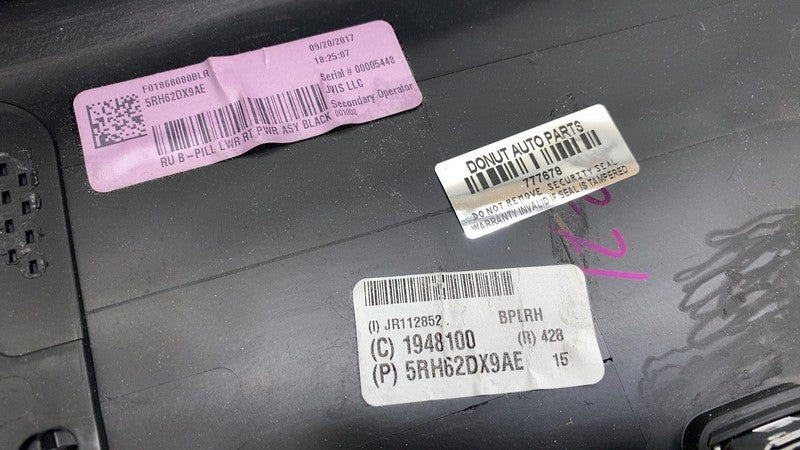 F01868080BLR
5RH62DX9AE
09/20/2017
18:25:07
Serial # 00005448
JVIS LLC
Secondary Operator
001002
RU B-PILL LWR RT PWR ASY BLACK
DONUT AUTO PARTS
777678
DO NOT REMOVE SECURITY SEAL
WARRANTY INVALID IF SEAL IS TAMPERED
(I) JR112852
BPLRH
(C) 1948100
(R) 428
(P) 5RH62DX9AE
15